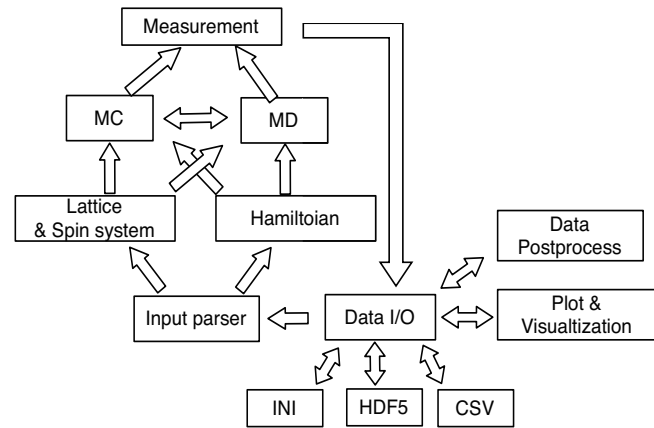 Measurement
MC
MD
Lattice
& Spin system
Hamiltoian
Data
Postprocess
Input parser
Data I/O
Plot &
Visualtization
INI
HDF5
CSV